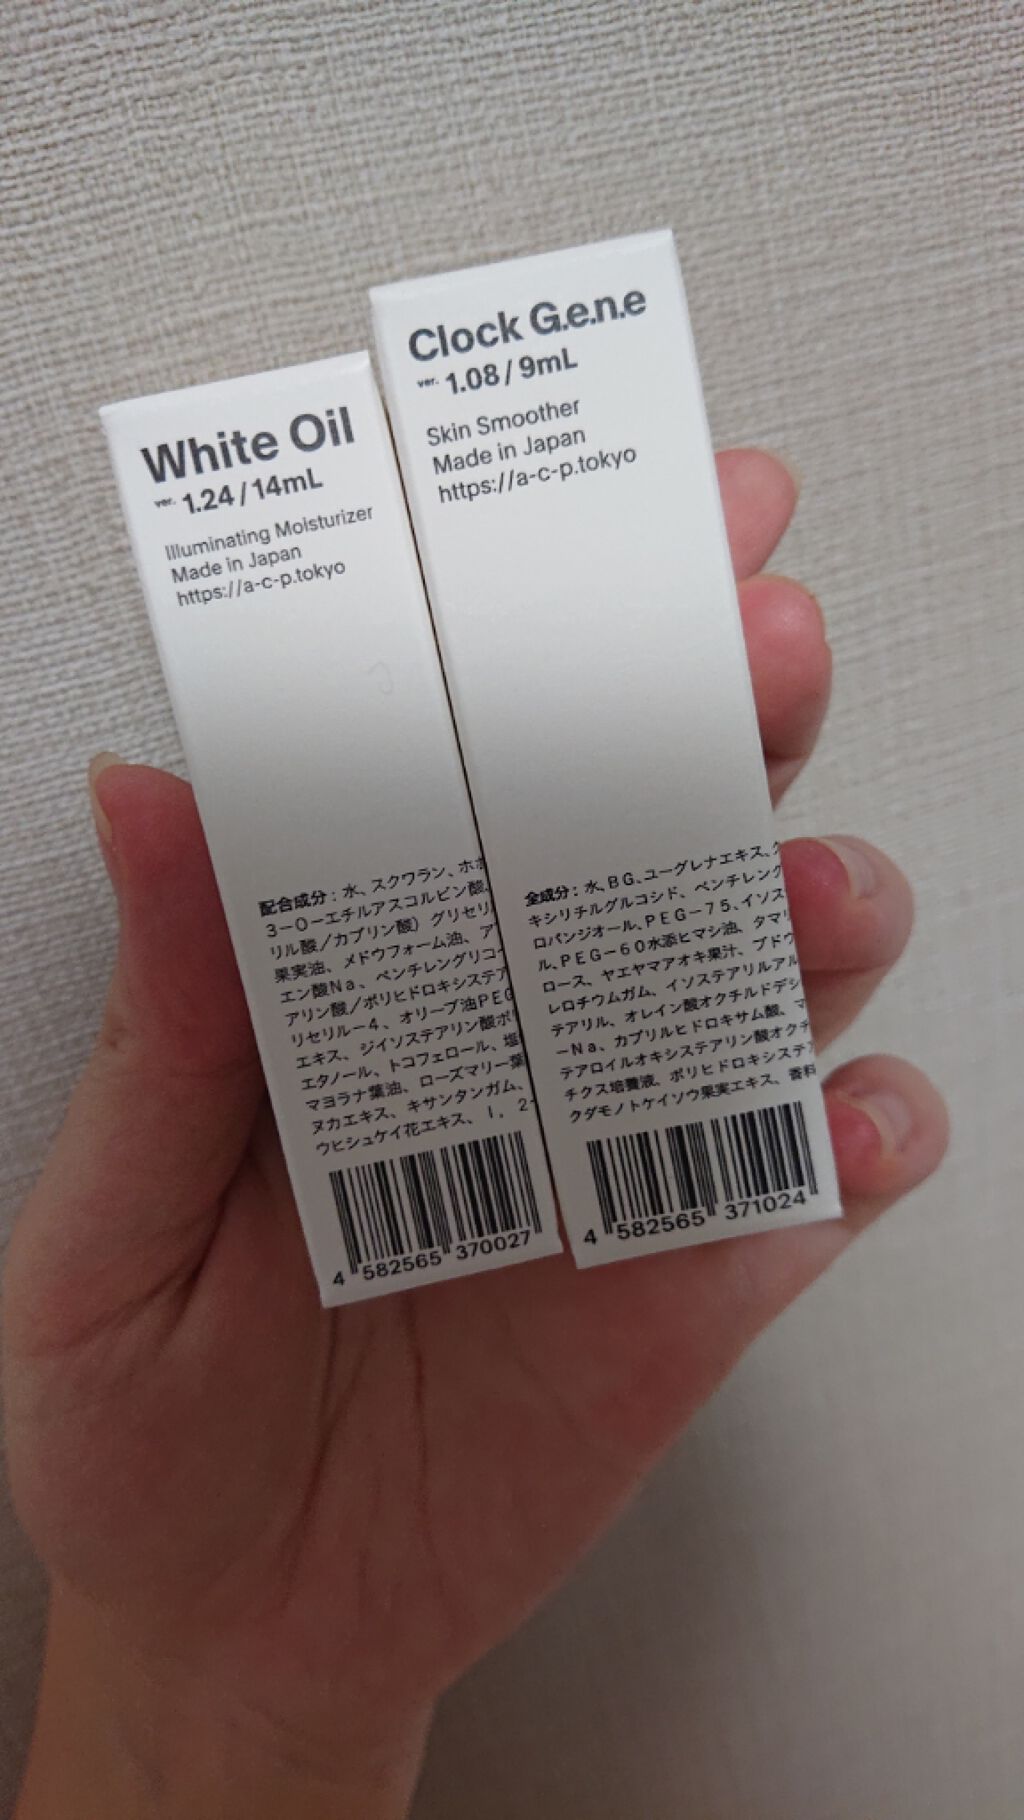 White Oil
ver. 1.24 / 14mL
Illuminating Moisturizer
Made in Japan
https://a-c-p.tokyo
配合成分：水、スクワラン、ホホ
3－O－エチルアスコルビン酸、
リル酸／カプリン酸）グリセリ
果実油、メドウフォーム油、ア
エン酸Na、ペンチレングリコ
アリン酸／ポリヒドロキシステア
リセリル－4、オリーブ油PEG
エキス、ジイソステアリン酸ポリ
エタノール、トコフェロール、塩
マヨラナ葉油、ローズマリー葉
ヌカエキス、キサンタンガム、
ウヒシュケイ花エキス、1，2－
4 582565 370027
Clock G.e.n.e
ver. 1.08 / 9mL
Skin Smoother
Made in Japan
https://a-c-p.tokyo
全成分：水、BG、ユーグレナエキス、グ
キシリチルグルコシド、ペンチレング
ロパンジオール、PEG－75、イソス
ル、PEG－60水添ヒマシ油、タマリ
ロース、ヤエヤマアオキ果汁、ブドウ
レロチウムガム、イソステアリルアル
テアリル、オレイン酸オクチルドデシ
－Na、カプリルヒドロキサム酸、マ
テアロイルオキシステアリン酸オクチ
チクス培養液、ポリヒドロキシステア
クダモノトケイソウ果実エキス、香料
4 582565 371024